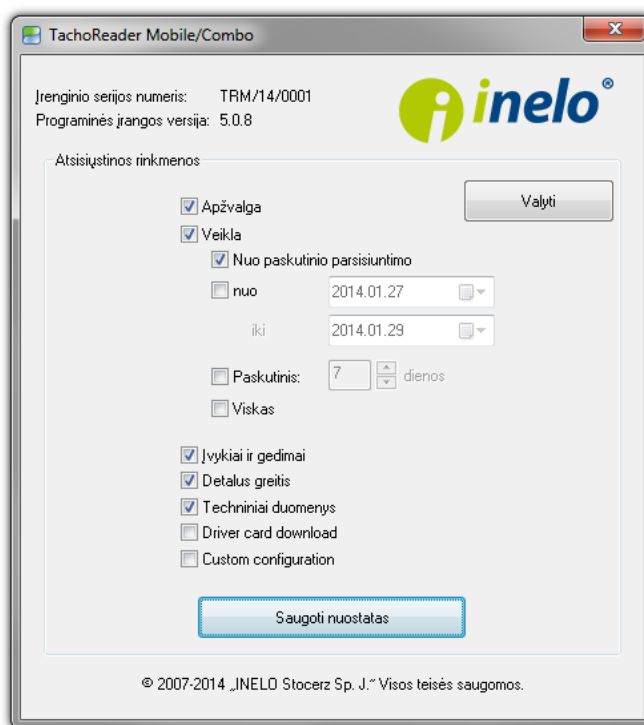 TachoReader Mobile/Combo
Įrenginio serijos numeris: TRM/14/0001
Programinės įrangos versija: 5.0.8
inelo®
Atsisiųstinos rinkmenos
Valyti
Apžvalga
Veikla
Nuo paskutinio parsisiuntimo
nuo 2014.01.27
iki 2014.01.29
Paskutinis: 7 dienos
Viskas
Įvykiai ir gedimai
Detalus greitis
Techniniai duomenys
Driver card download
Custom configuration
Saugoti nuostatas
© 2007-2014 „INELO Stocerz Sp. J.“ Visos teisės saugomos.